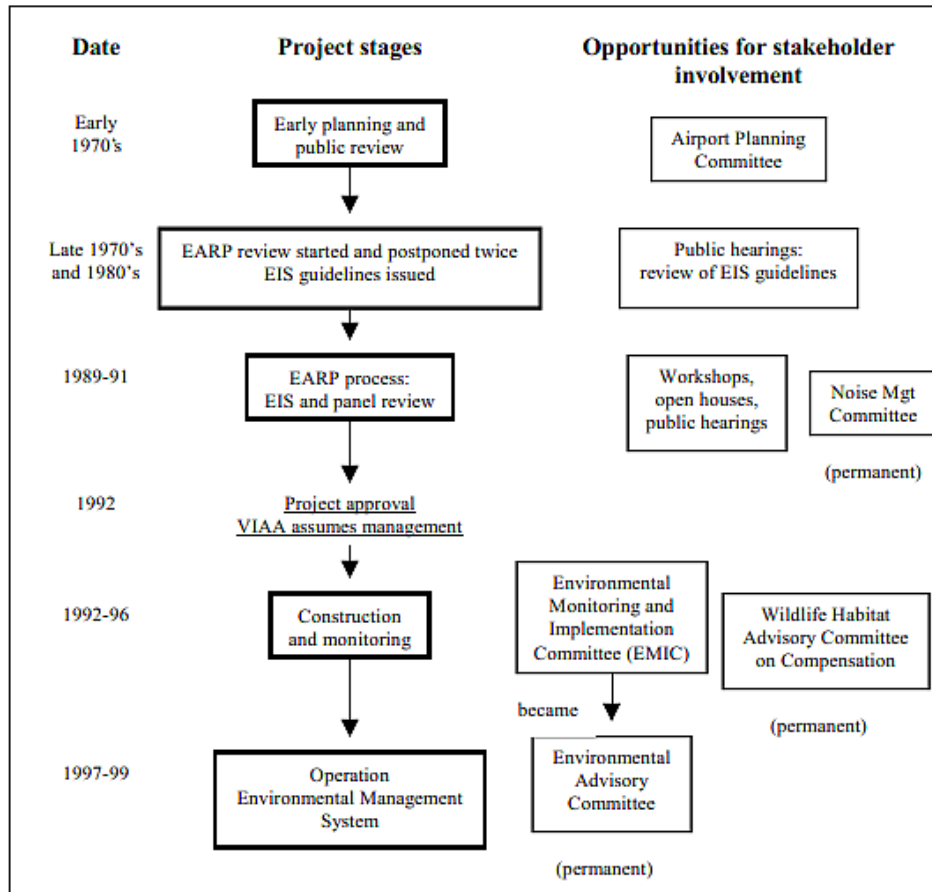 Date
Project stages
Opportunities for stakeholder
involvement
Early
1970's
Early planning and
public review
Airport Planning
Committee
Late 1970's
and 1980's
EARP review started and postponed twice
EIS guidelines issued
Public hearings:
review of EIS guidelines
1989-91
EARP process:
EIS and panel review
Workshops,
open houses,
public hearings
Noise Mgt
Committee
(permanent)
1992
Project approval
VIAA assumes management
1992-96
Construction
and monitoring
Environmental
Monitoring and
Implementation
Committee (EMIC)
Wildlife Habitat
Advisory Committee
on Compensation
(permanent)
became
1997-99
Operation
Environmental Management
System
Environmental
Advisory
Committee
(permanent)